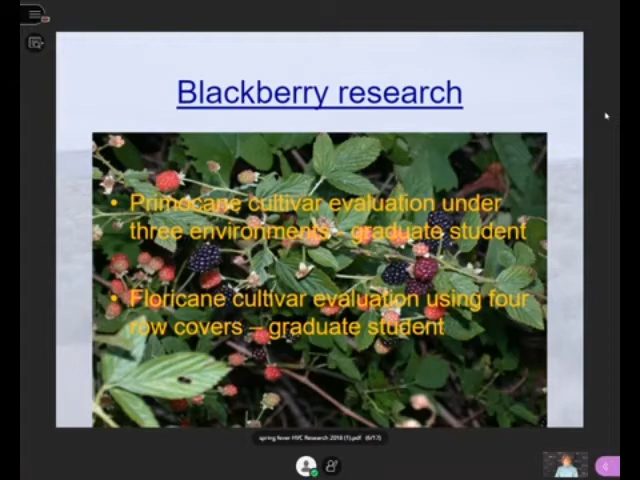 Blackberry research
• Primocane cultivar evaluation under
three environments - graduate student
• Floricane cultivar evaluation using four
row covers – graduate student
spring fever HVC Research 2018 (1).pdf (6/17)